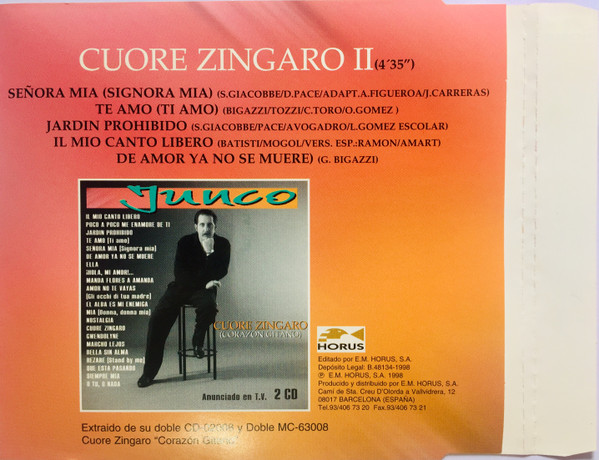 CUORE ZINGARO II (4´35")
SEÑORA MIA (SIGNORA MIA) (S.GIACOBBE/D.PACE/ADAPT.A.FIGUEROA/J.CARRERAS)
TE AMO (TI AMO) (BIGAZZI/TOZZI/C.TORO/O.GOMEZ )
JARDIN PROHIBIDO (S.GIACOBBE/PACE/AVOGADRO/L.GOMEZ ESCOLAR)
IL MIO CANTO LIBERO (BATISTI/MOGOL/VERS. ESP.:RAMON/AMART)
DE AMOR YA NO SE MUERE) (G. BIGAZZI)
Junco
IL MIO CANTO LIBERO
POCO A POCO ME ENAMORE DE TI
JARDIN PROHIBIDO
TE AMO (Ti amo)
SEÑORA MIA (Signora mia)
DE AMOR YA NO SE MUERE
ELLA
¡HOLA, MI AMOR!...
MANDA FLORES A AMANDA
AMOR NO TE VAYAS
(Gli occhi di tua madre)
EL ALBA ES MI ENEMIGA
MIA (Donna, donna mia)
NOSTALGIA
CUORE ZINGARO
GWENDOLYNE
MARCHO LEJOS
BELLA SIN ALMA
REZARE (Stand by me)
QUE ESTA PASANDO
SIEMPRE MIA
O TU, O NADA
CUORE ZINGARO
(CORAZÓN GITANO)
Anunciado en T.V. 2 CD
HORUS
Editado por E.M. HORUS, S.A.
Depósito Legal: B.48134-1998
℗ E.M. HORUS, S.A. 1998
Producido y distribuido por E.M. HORUS, S.A.
Camí de Sta. Creu D'Olorda a Vallvidrera, 12
08017 BARCELONA (ESPAÑA)
Tel.93/406 73 20 Fax.93/406 73 21
Extraido de su doble CD-62008 y Doble MC-63008
Cuore Zingaro "Corazón Gitano"